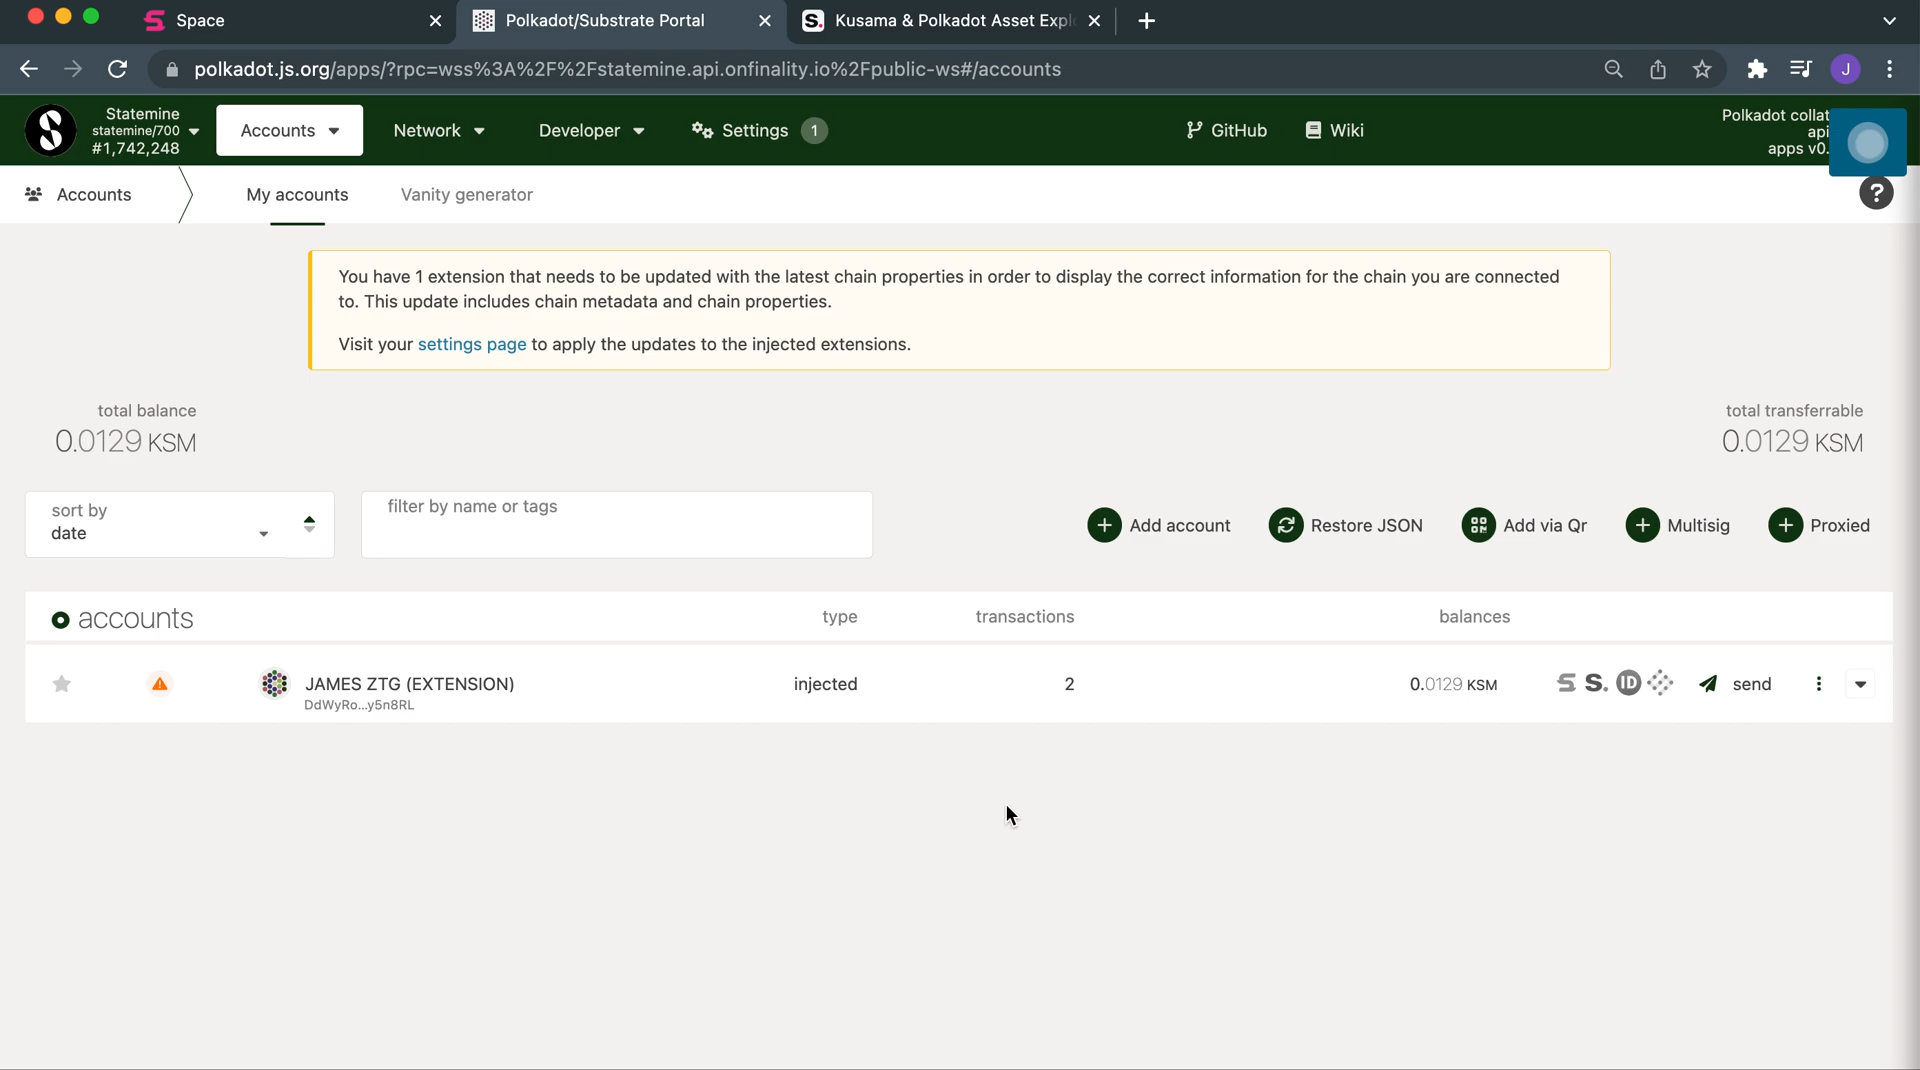 Space
Polkadot/Substrate Portal
Kusama & Polkadot Asset Expl
polkadot.js.org/apps/?rpc=wss%3A%2F%2Fstatemine.api.onfinality.io%2Fpublic-ws#/accounts
J
Statemine
statemine/700
#1,742,248
Accounts
Network
Developer
Settings
1
GitHub
Wiki
Polkadot collat
api
apps v0.
Accounts
My accounts
Vanity generator
?
You have 1 extension that needs to be updated with the latest chain properties in order to display the correct information for the chain you are connected
to. This update includes chain metadata and chain properties.
Visit your settings page to apply the updates to the injected extensions.
total balance
0.0129 KSM
total transferrable
0.0129 KSM
sort by
date
filter by name or tags
Add account
Restore JSON
Add via Qr
Multisig
Proxied
accounts
type
transactions
balances
JAMES ZTG (EXTENSION)
DdWyRo...y5n8RL
injected
2
0.0129 KSM
S.
ID
send